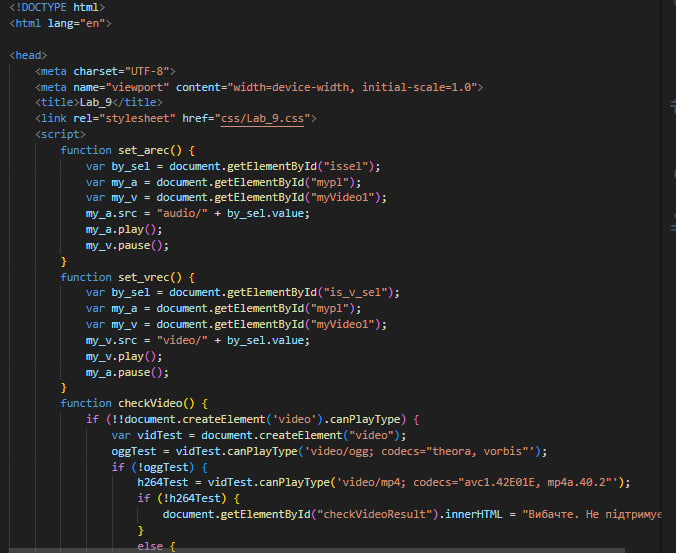 <!DOCTYPE html>
<html lang="en">
<head>
<meta charset="UTF-8">
<meta name="viewport" content="width=device-width, initial-scale=1.0">
<title>Lab_9</title>
<link rel="stylesheet" href="css/Lab_9.css">
<script>
function set_arec() {
var by_sel = document.getElementById("issel");
var my_a = document.getElementById("mypl");
var my_v = document.getElementById("myVideo1");
my_a.src = "audio/" + by_sel.value;
my_a.play();
my_v.pause();
}
function set_vrec() {
var by_sel = document.getElementById("is_v_sel");
var my_a = document.getElementById("mypl");
var my_v = document.getElementById("myVideo1");
my_v.src = "video/" + by_sel.value;
my_v.play();
my_a.pause();
}
function checkVideo() {
if (!!document.createElement('video').canPlayType) {
var vidTest = document.createElement("video");
oggTest = vidTest.canPlayType('video/ogg; codecs="theora, vorbis"');
if (!oggTest) {
h264Test = vidTest.canPlayType('video/mp4; codecs="avc1.42E01E, mp4a.40.2"');
if (!h264Test) {
document.getElementById("checkVideoResult").innerHTML = "Вибачте. Не підтримує
}
else {